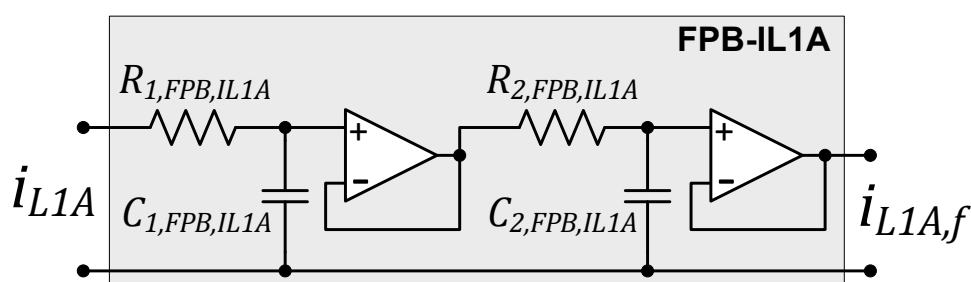 FPB-IL1A
R1,FPB,IL1A
R2,FPB,IL1A
+
+
iL1A
−
−
iL1A,f
C1,FPB,IL1A
C2,FPB,IL1A